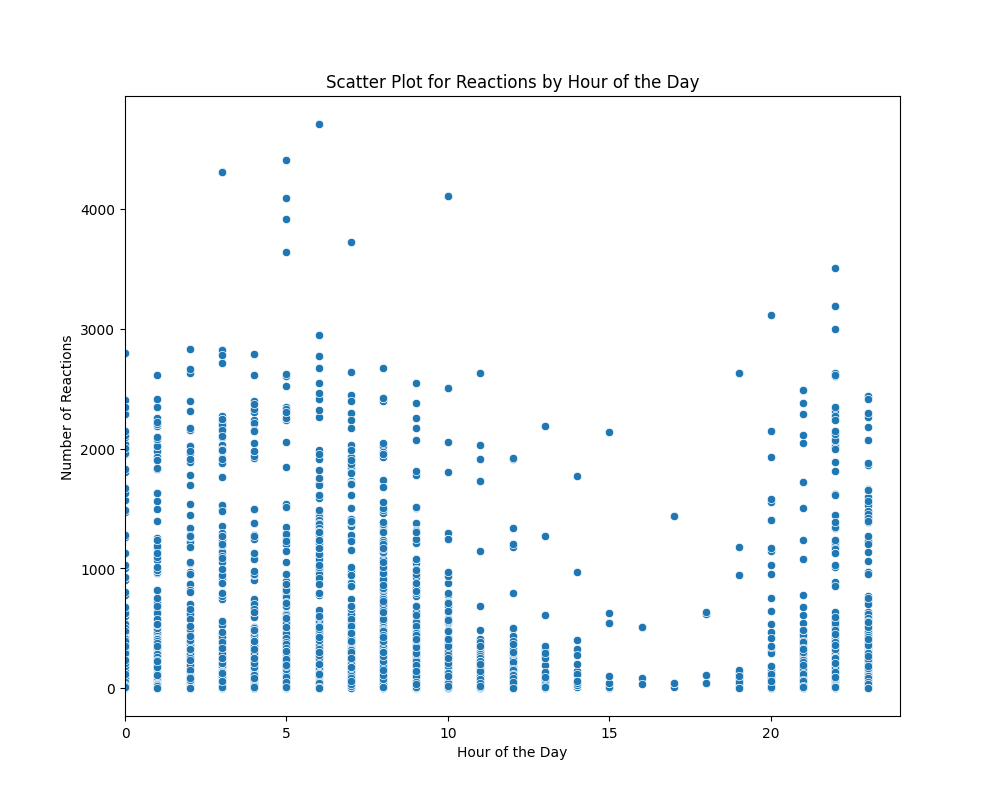 Scatter Plot for Reactions by Hour of the Day
4000
3000
2000
1000
0
Number of Reactions
0 5 10 15 20
Hour of the Day